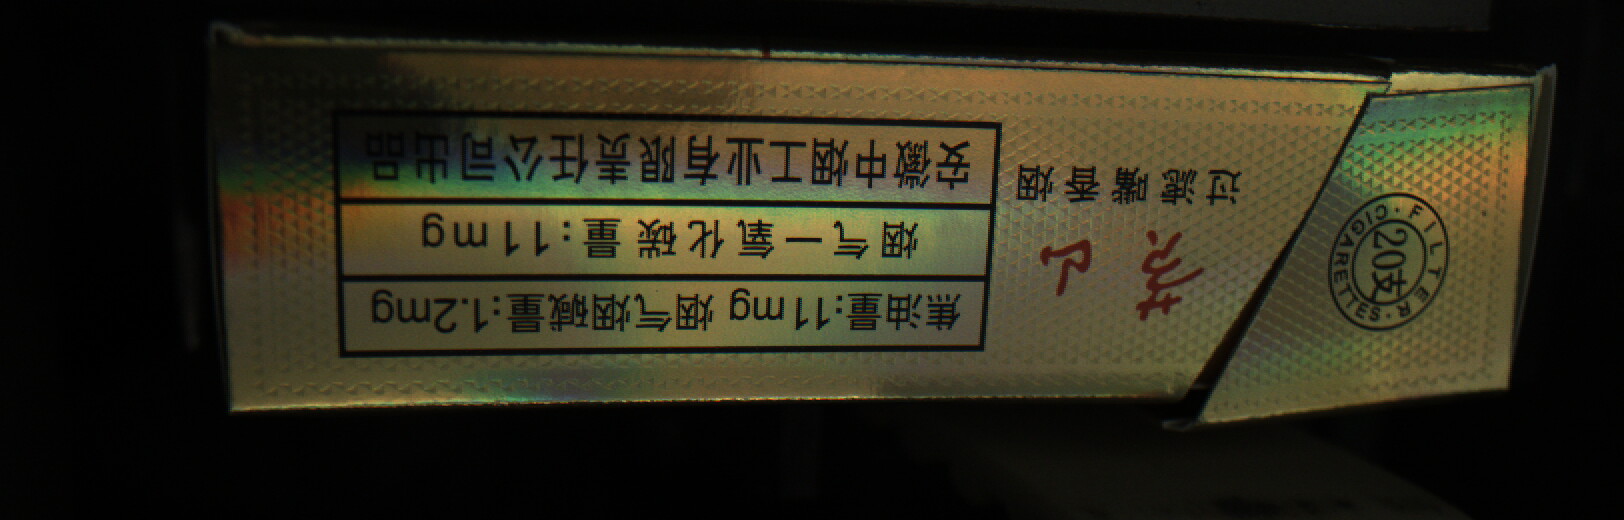 FILTER · CIGARETTES ·
20支
黄山
过滤嘴香烟
焦油量:11mg 烟气烟碱量:1.2mg
烟气一氧化碳量:11mg
安徽中烟工业有限责任公司出品